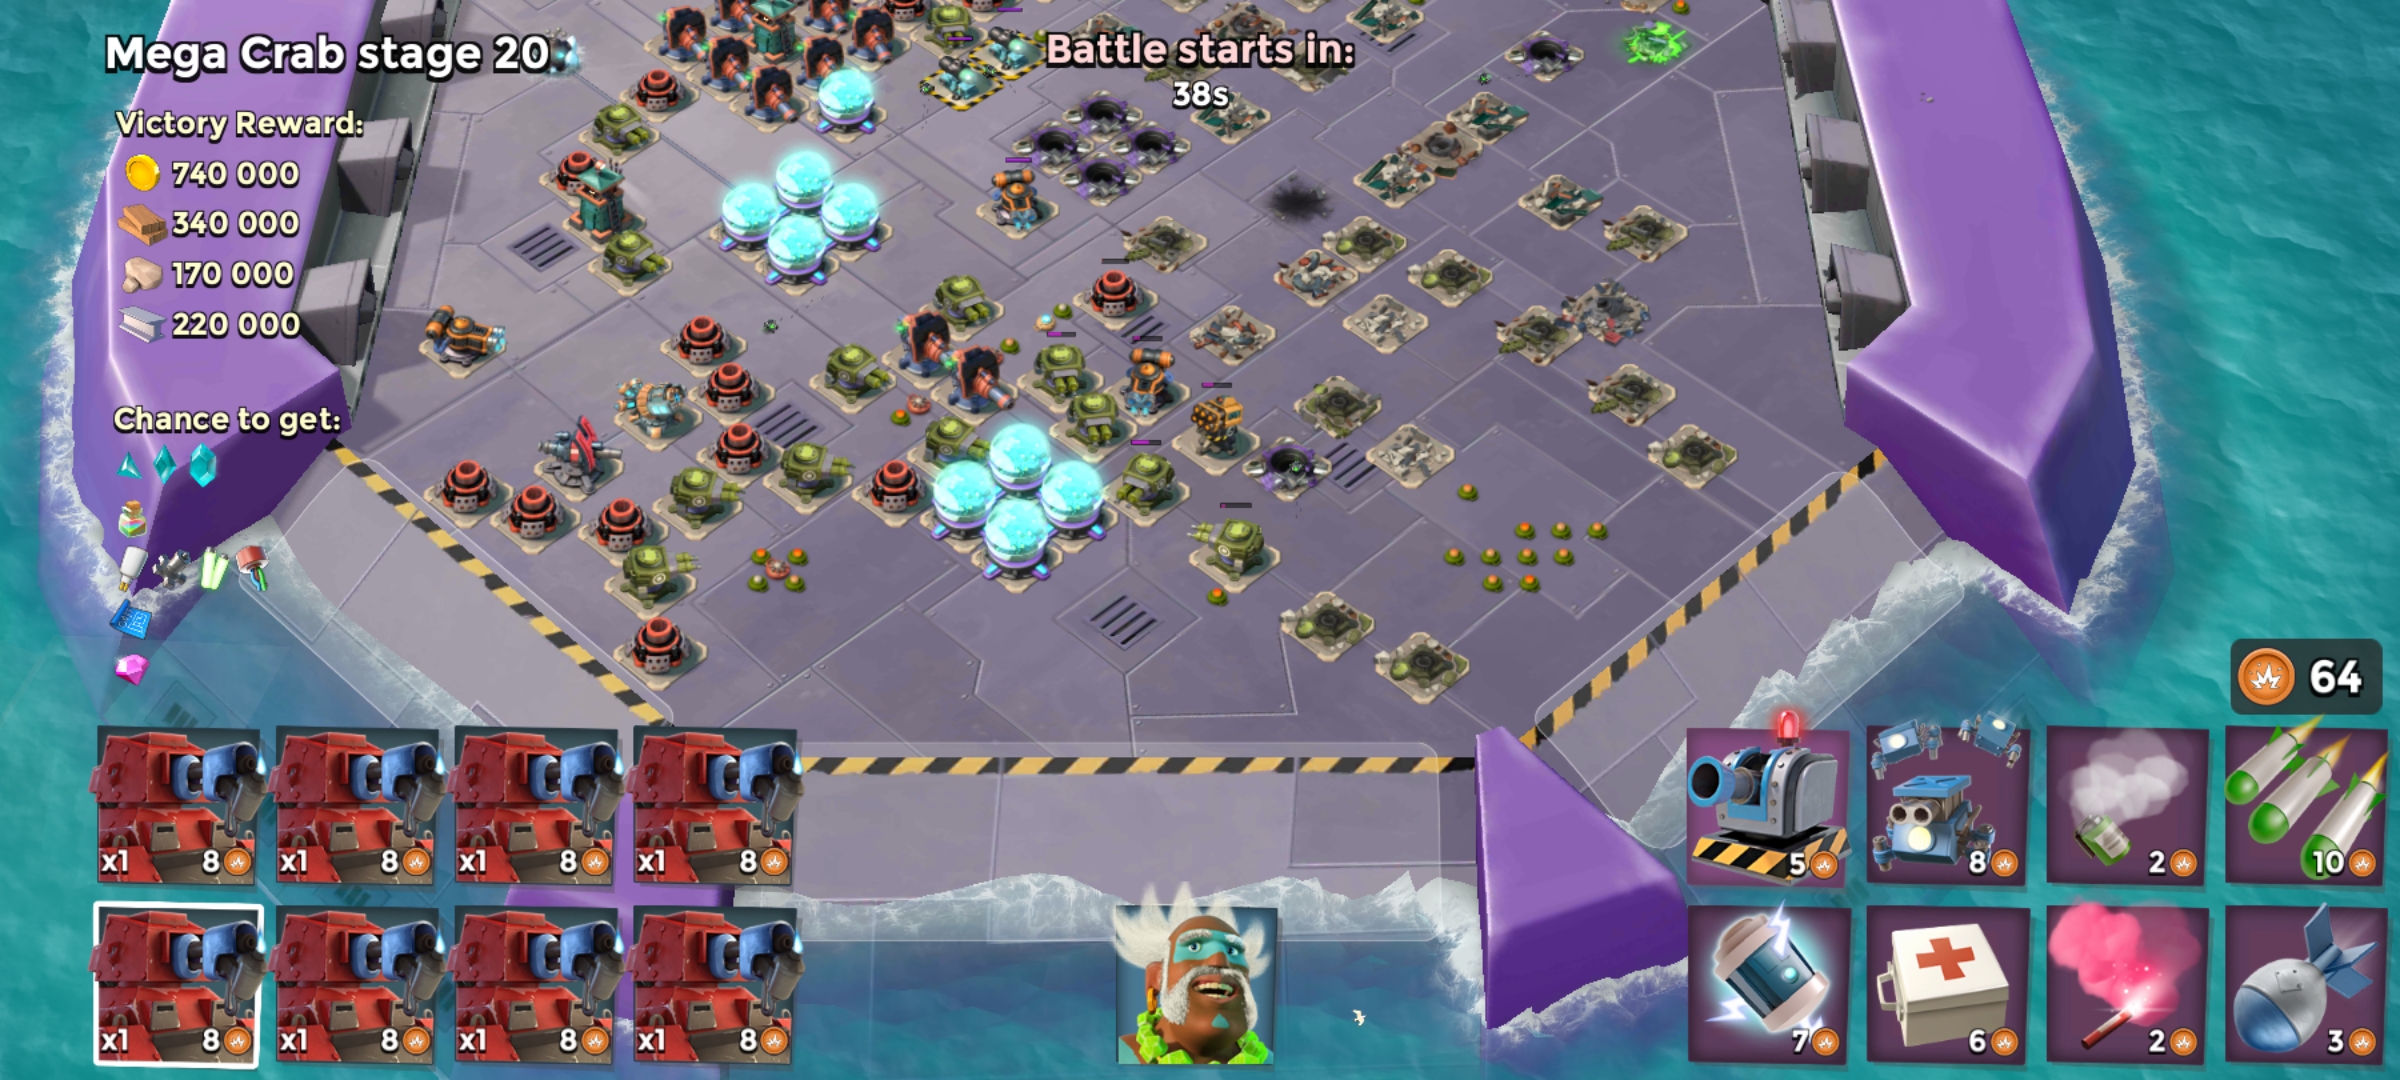 Mega Crab stage 20
Battle starts in:
38s
Victory Reward:
740 000
340 000
170 000
220 000
Chance to get:
64
x1 8
x1 8
x1 8
x1 8
5
8
2
10
x1 8
x1 8
x1 8
x1 8
7
6
2
3